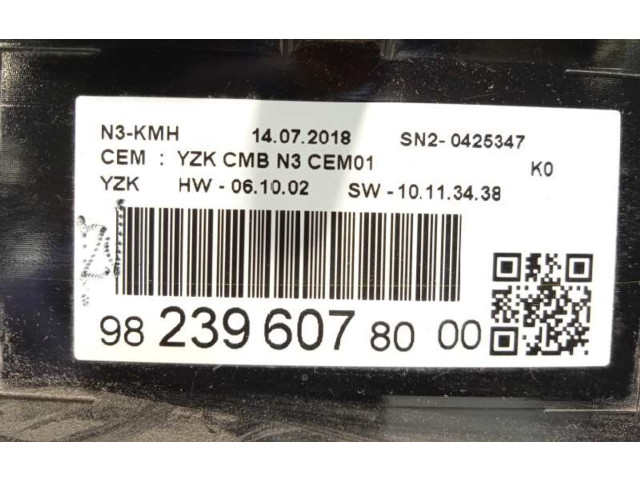 N3-KMH 14.07.2018 SN2- 0425347
CEM : YZK CMB N3 CEM01 K0
YZK HW - 06.10.02 SW - 10.11.34.38
98 239 607 80 00